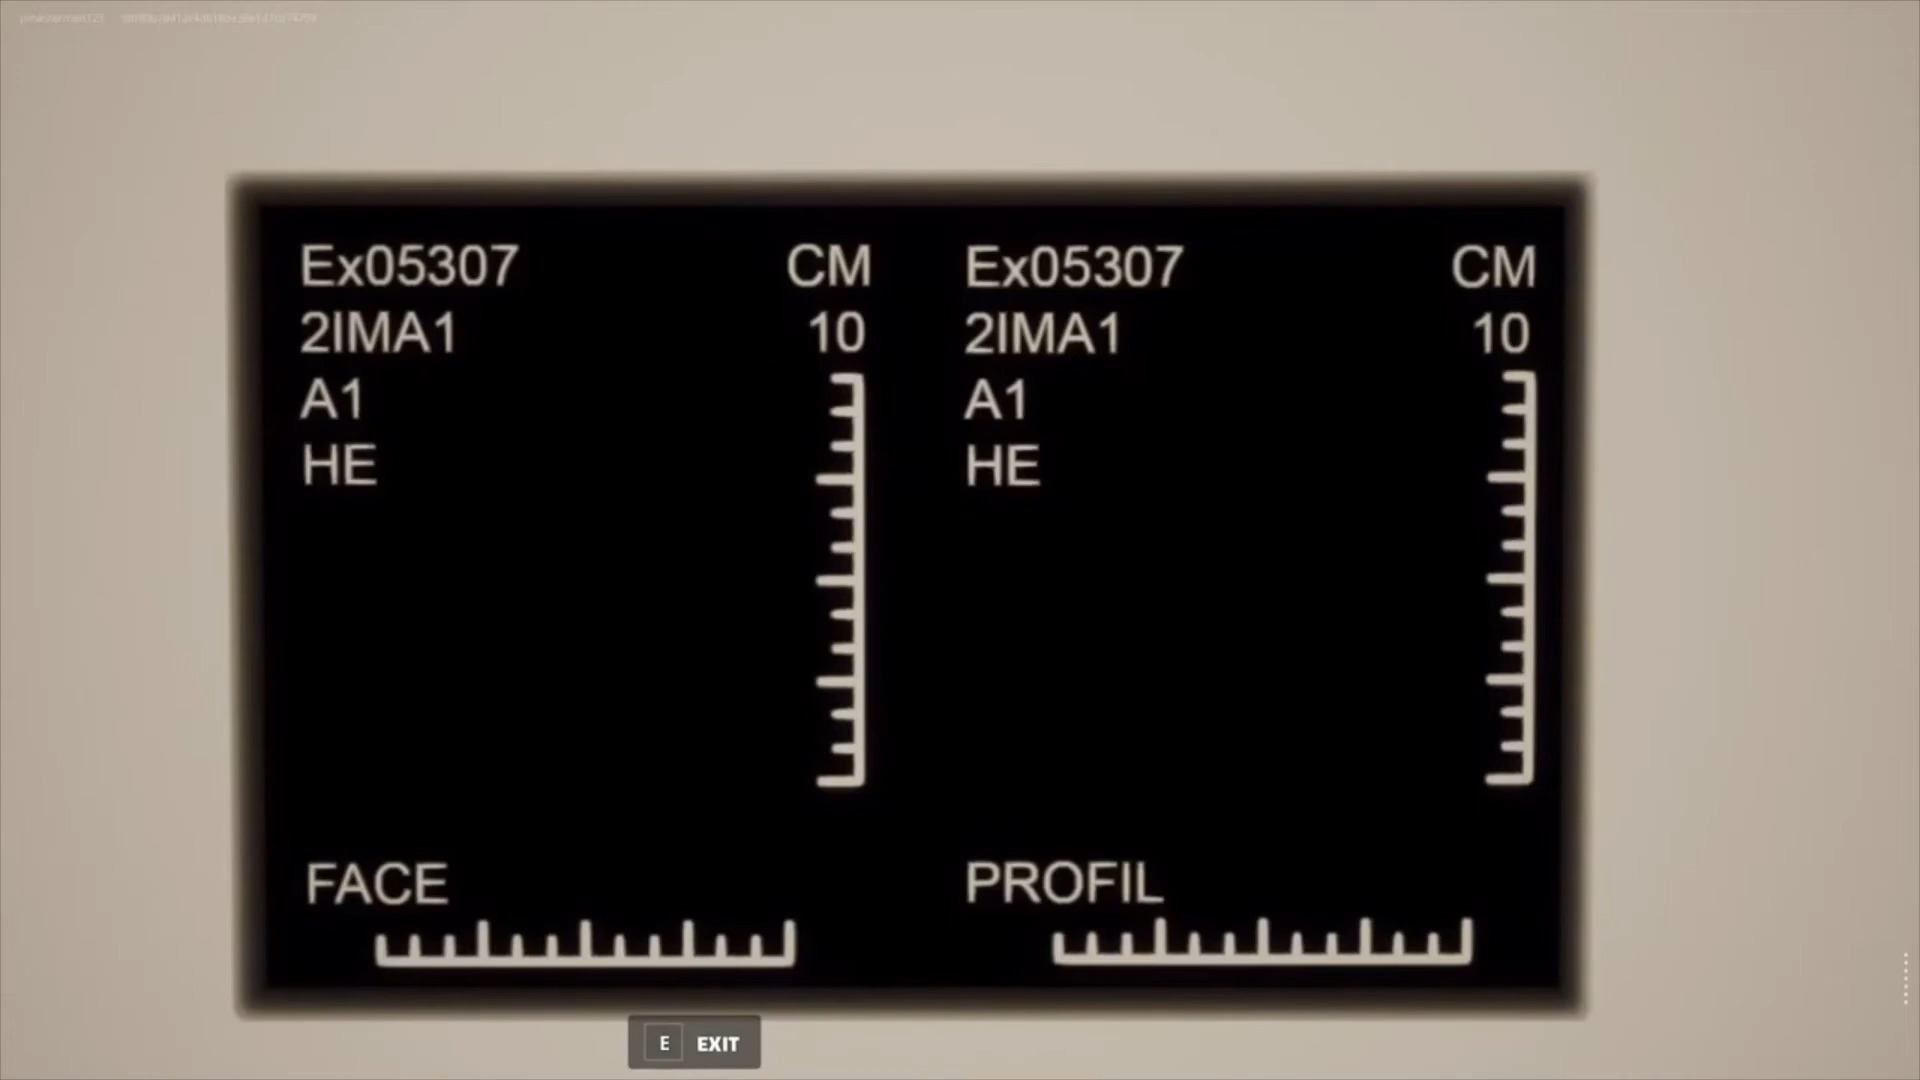 Ex05307 CM
2IMA1 10
A1
HE
FACE
Ex05307 CM
2IMA1 10
A1
HE
PROFIL
E EXIT